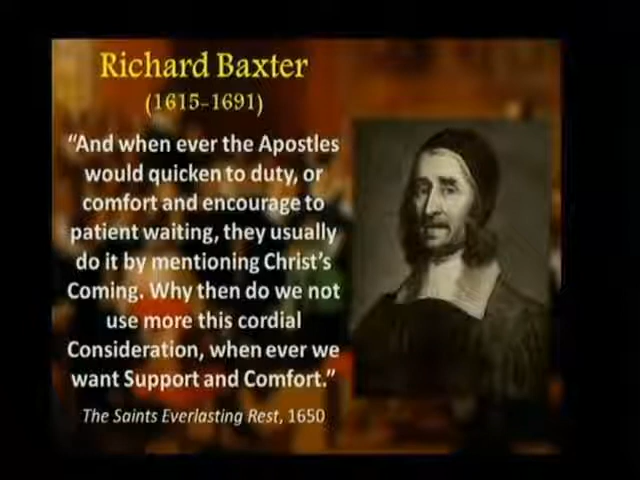 Richard Baxter
(1615-1691)
“And when ever the Apostles
would quicken to duty, or
comfort and encourage to
patient waiting, they usually
do it by mentioning Christ’s
Coming. Why then do we not
use more this cordial
Consideration, when ever we
want Support and Comfort.”
The Saints Everlasting Rest, 1650